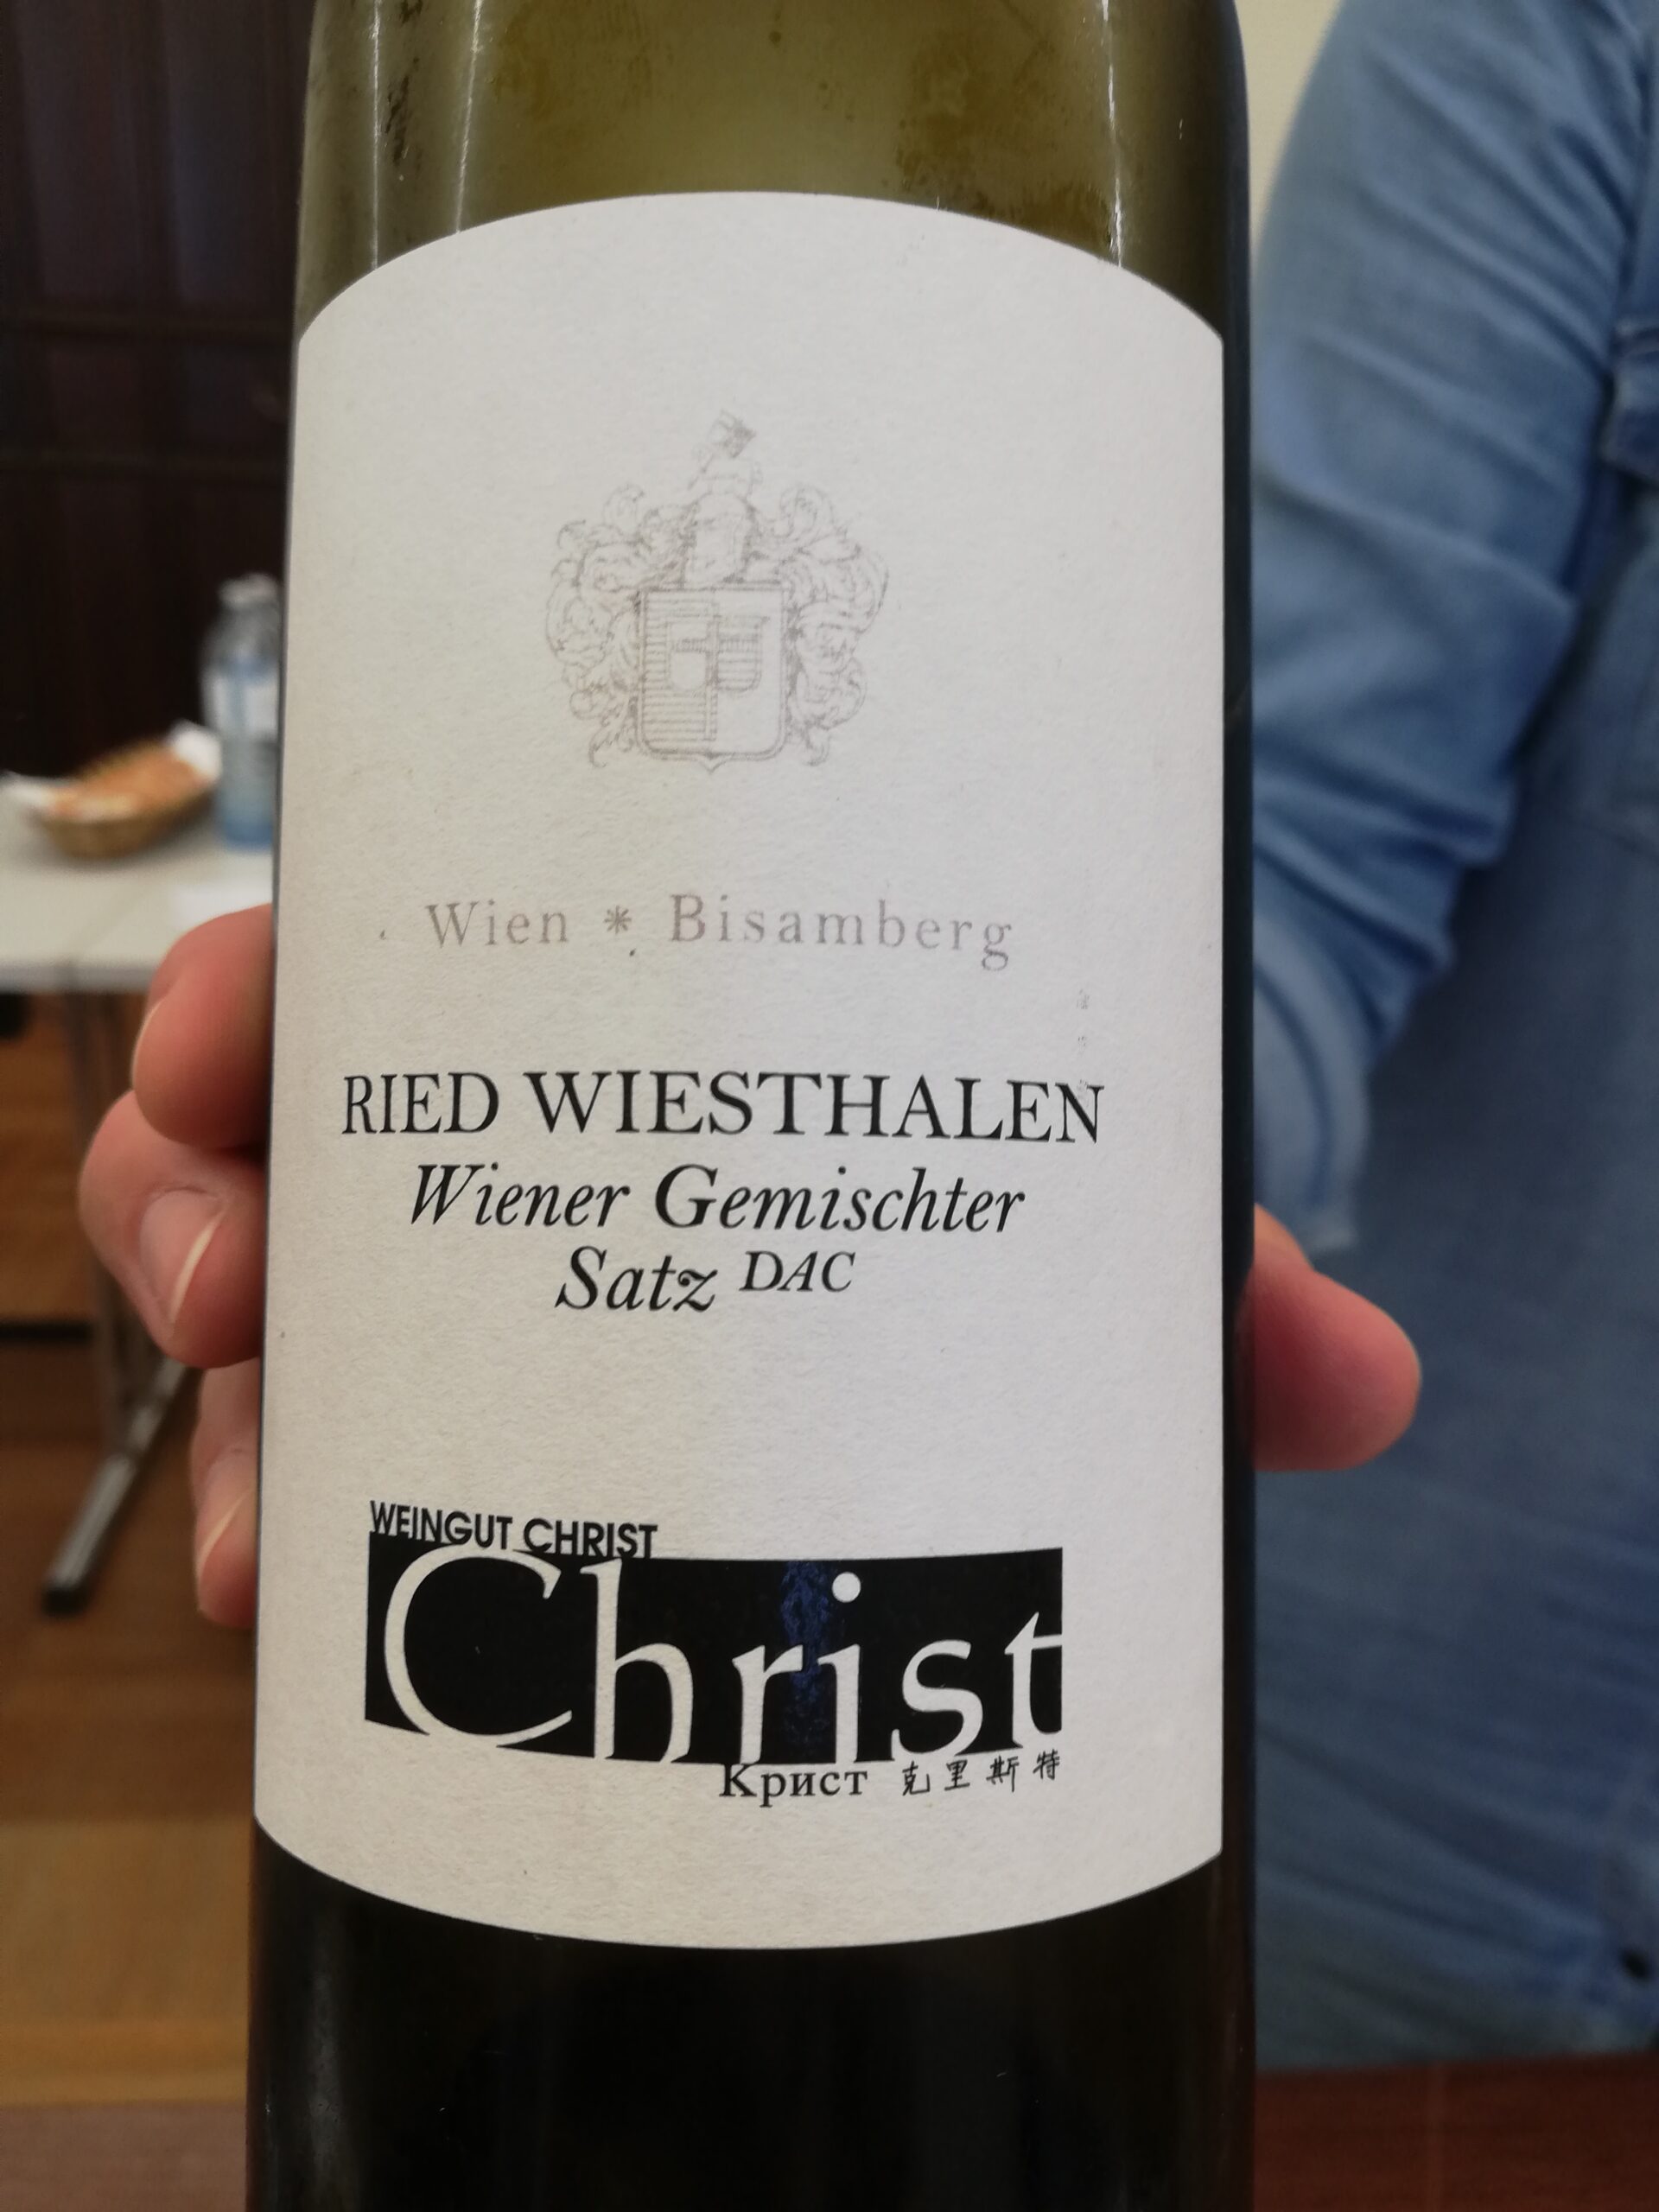 Wien * Bisamberg
RIED WIESTHALEN
Wiener Gemischter
Satz DAC
WEINGUT CHRIST
Christ
Крист 克里斯特